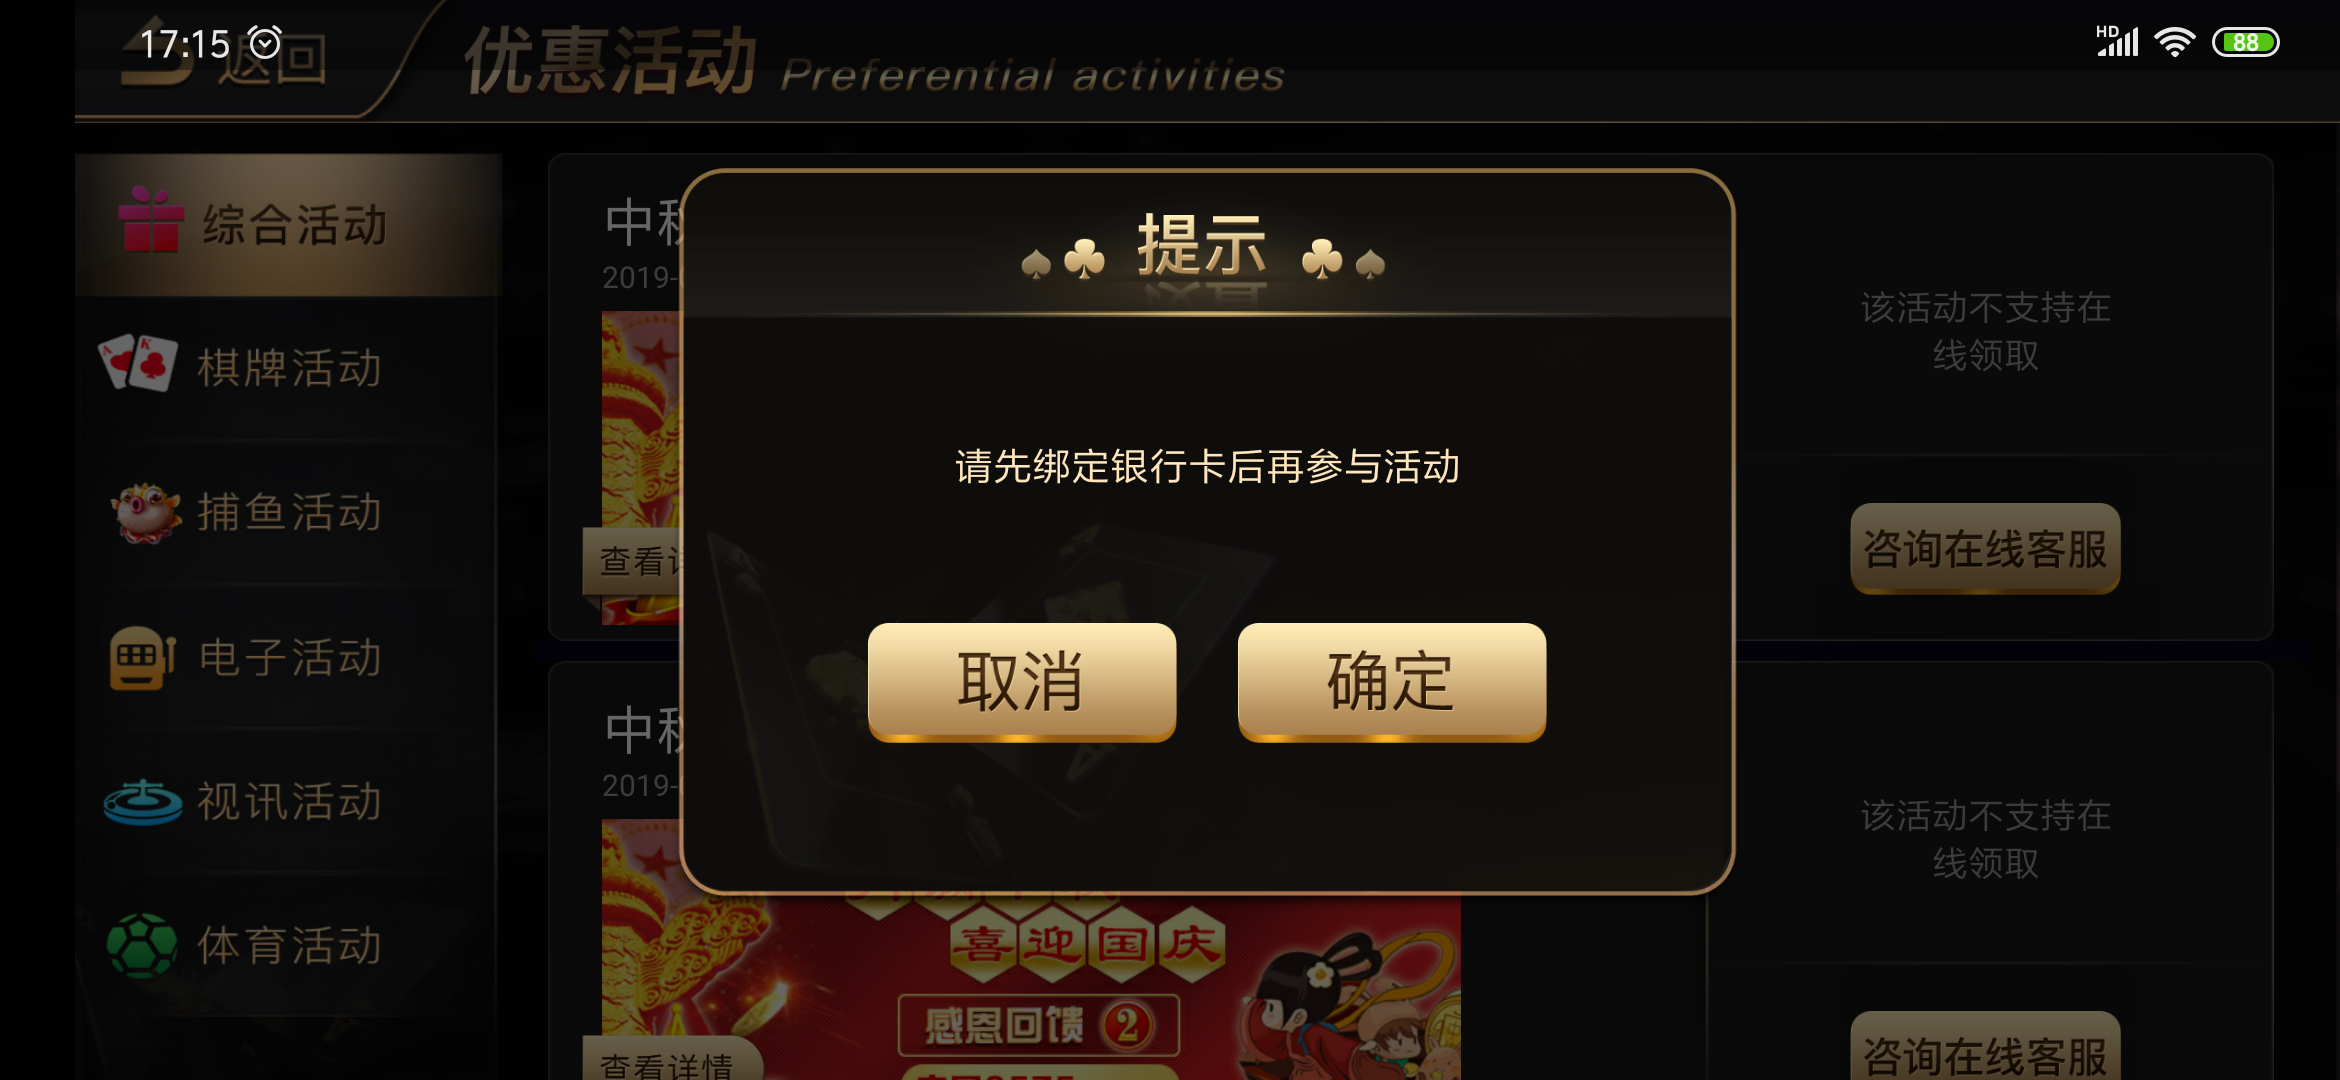 17:15
HD
88
返回
优惠活动 Preferential activities
综合活动
棋牌活动
捕鱼活动
电子活动
视讯活动
体育活动
中秋
2019-
查看详
提示
请先绑定银行卡后再参与活动
取消
确定
该活动不支持在
线领取
咨询在线客服
中秋
2019-
喜迎国庆
感恩回馈 2
查看详情
该活动不支持在
线领取
咨询在线客服